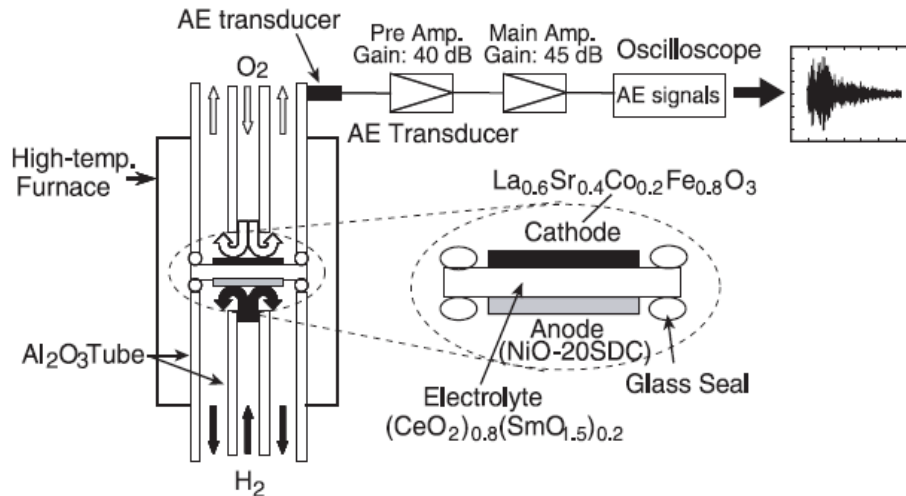 AE transducer
Pre Amp.
Gain: 40 dB
Main Amp.
Gain: 45 dB
Oscilloscope
O₂
AE signals
AE Transducer
High-temp.
Furnace
La₀.₆Sr₀.₄Co₀.₂Fe₀.₈O₃
Cathode
Anode
(NiO-20SDC)
Al₂O₃Tube
Glass Seal
Electrolyte
(CeO₂)₀.₈(SmO₁.₅)₀.₂
H₂